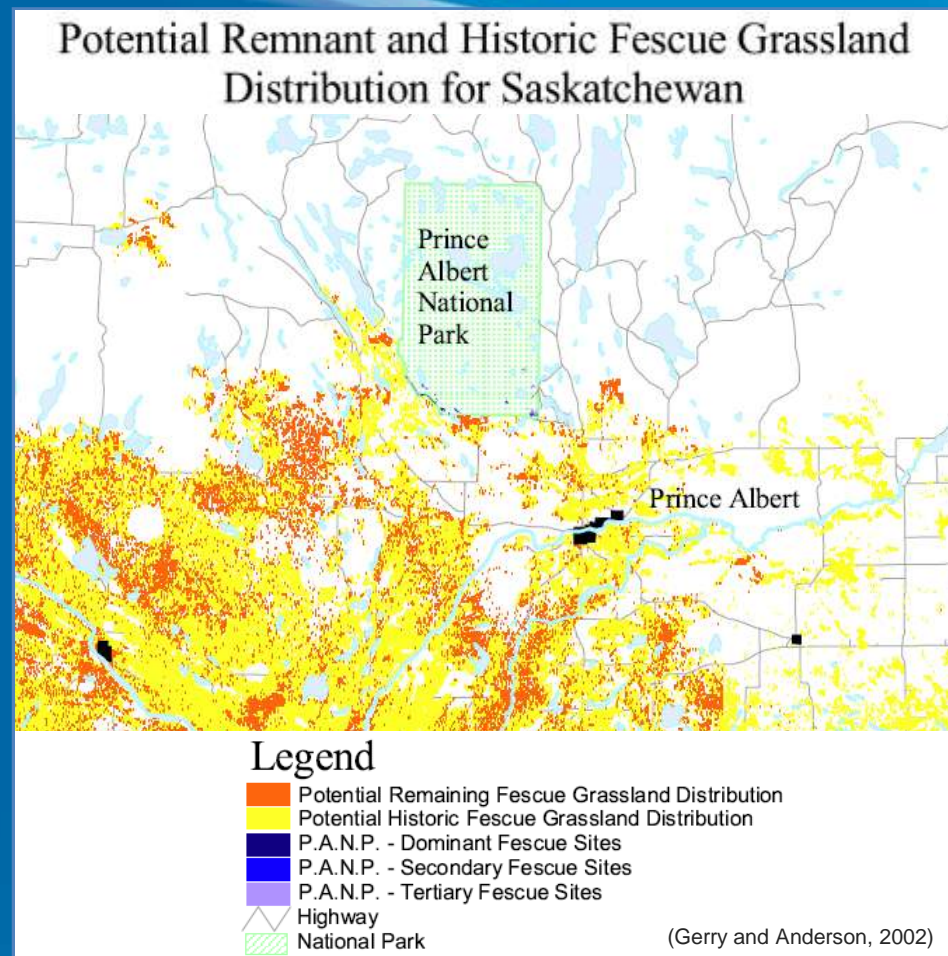 Potential Remnant and Historic Fescue Grassland
Distribution for Saskatchewan
Prince
Albert
National
Park
Prince Albert
Legend
Potential Remaining Fescue Grassland Distribution
Potential Historic Fescue Grassland Distribution
P.A.N.P. - Dominant Fescue Sites
P.A.N.P. - Secondary Fescue Sites
P.A.N.P. - Tertiary Fescue Sites
Highway
National Park
(Gerry and Anderson, 2002)